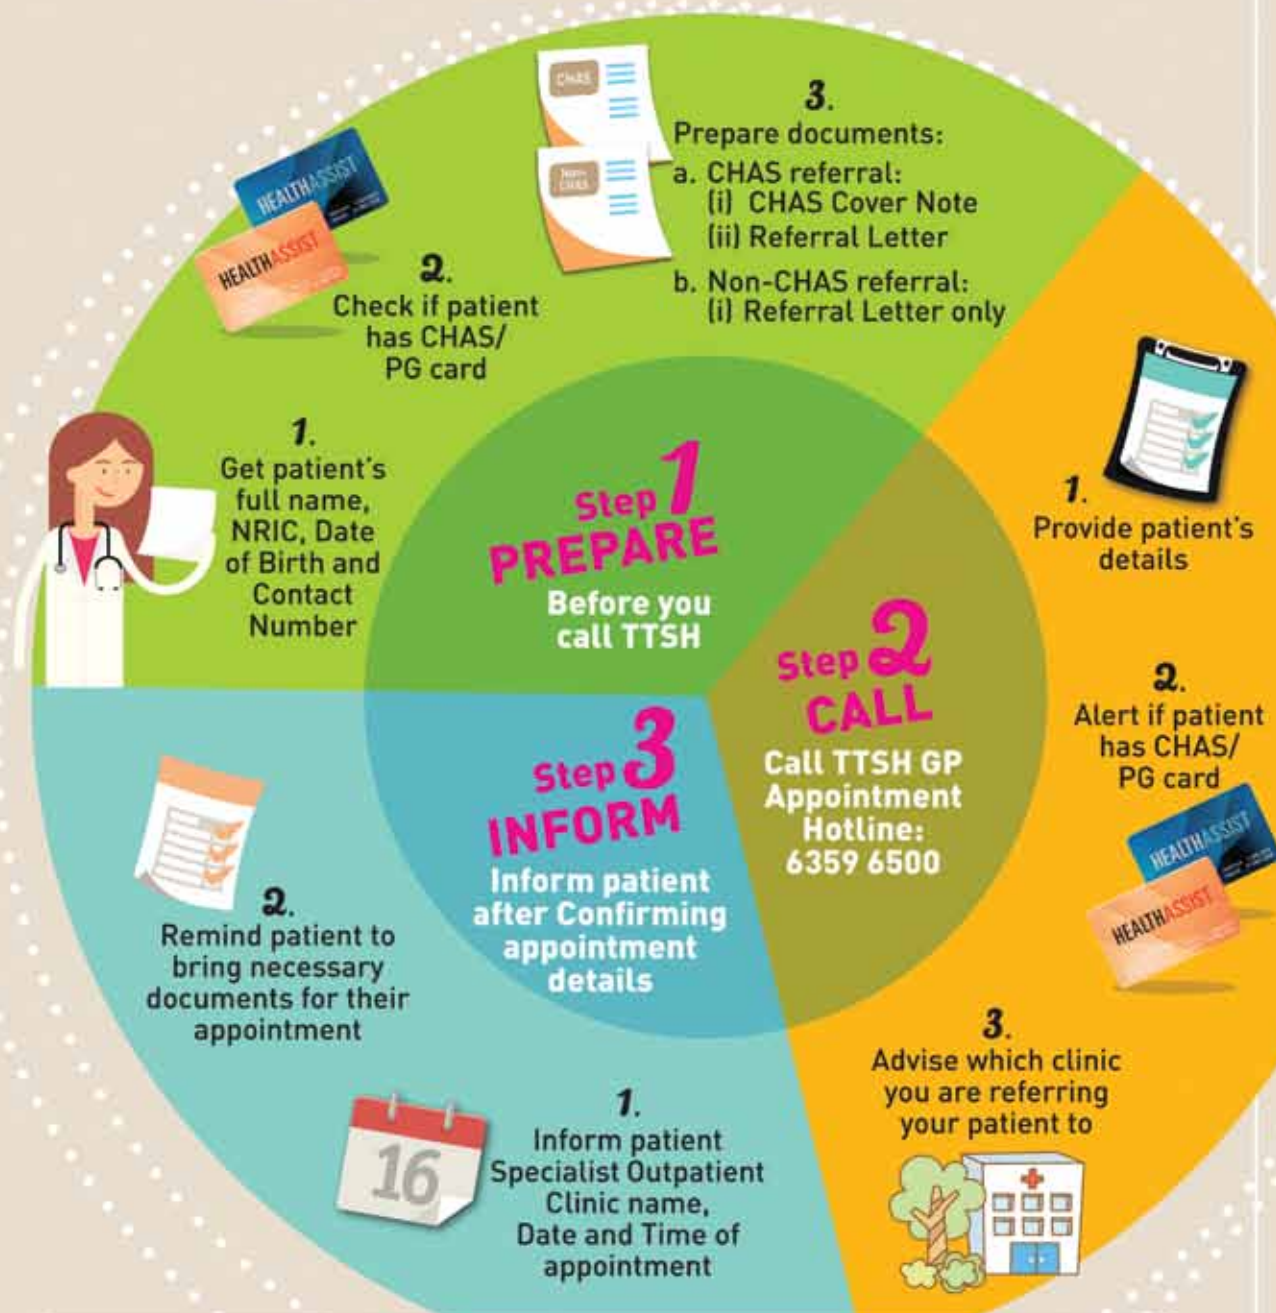 Step 1
PREPARE
Before you
call TTSH
1.
Get patient's
full name,
NRIC, Date
of Birth and
Contact
Number
HEALTHASSIST
HEALTHASSIST
2.
Check if patient
has CHAS/
PG card
CHAS
Non-
CHAS
3.
Prepare documents:
a. CHAS referral:
(i) CHAS Cover Note
(ii) Referral Letter
b. Non-CHAS referral:
(i) Referral Letter only
Step 2
CALL
Call TTSH GP
Appointment
Hotline:
6359 6500
1.
Provide patient's
details
2.
Alert if patient
has CHAS/
PG card
HEALTHASSIST
HEALTHASSIST
3.
Advise which clinic
you are referring
your patient to
Step 3
INFORM
Inform patient
after Confirming
appointment
details
16
1.
Inform patient
Specialist Outpatient
Clinic name,
Date and Time of
appointment
2.
Remind patient to
bring necessary
documents for their
appointment